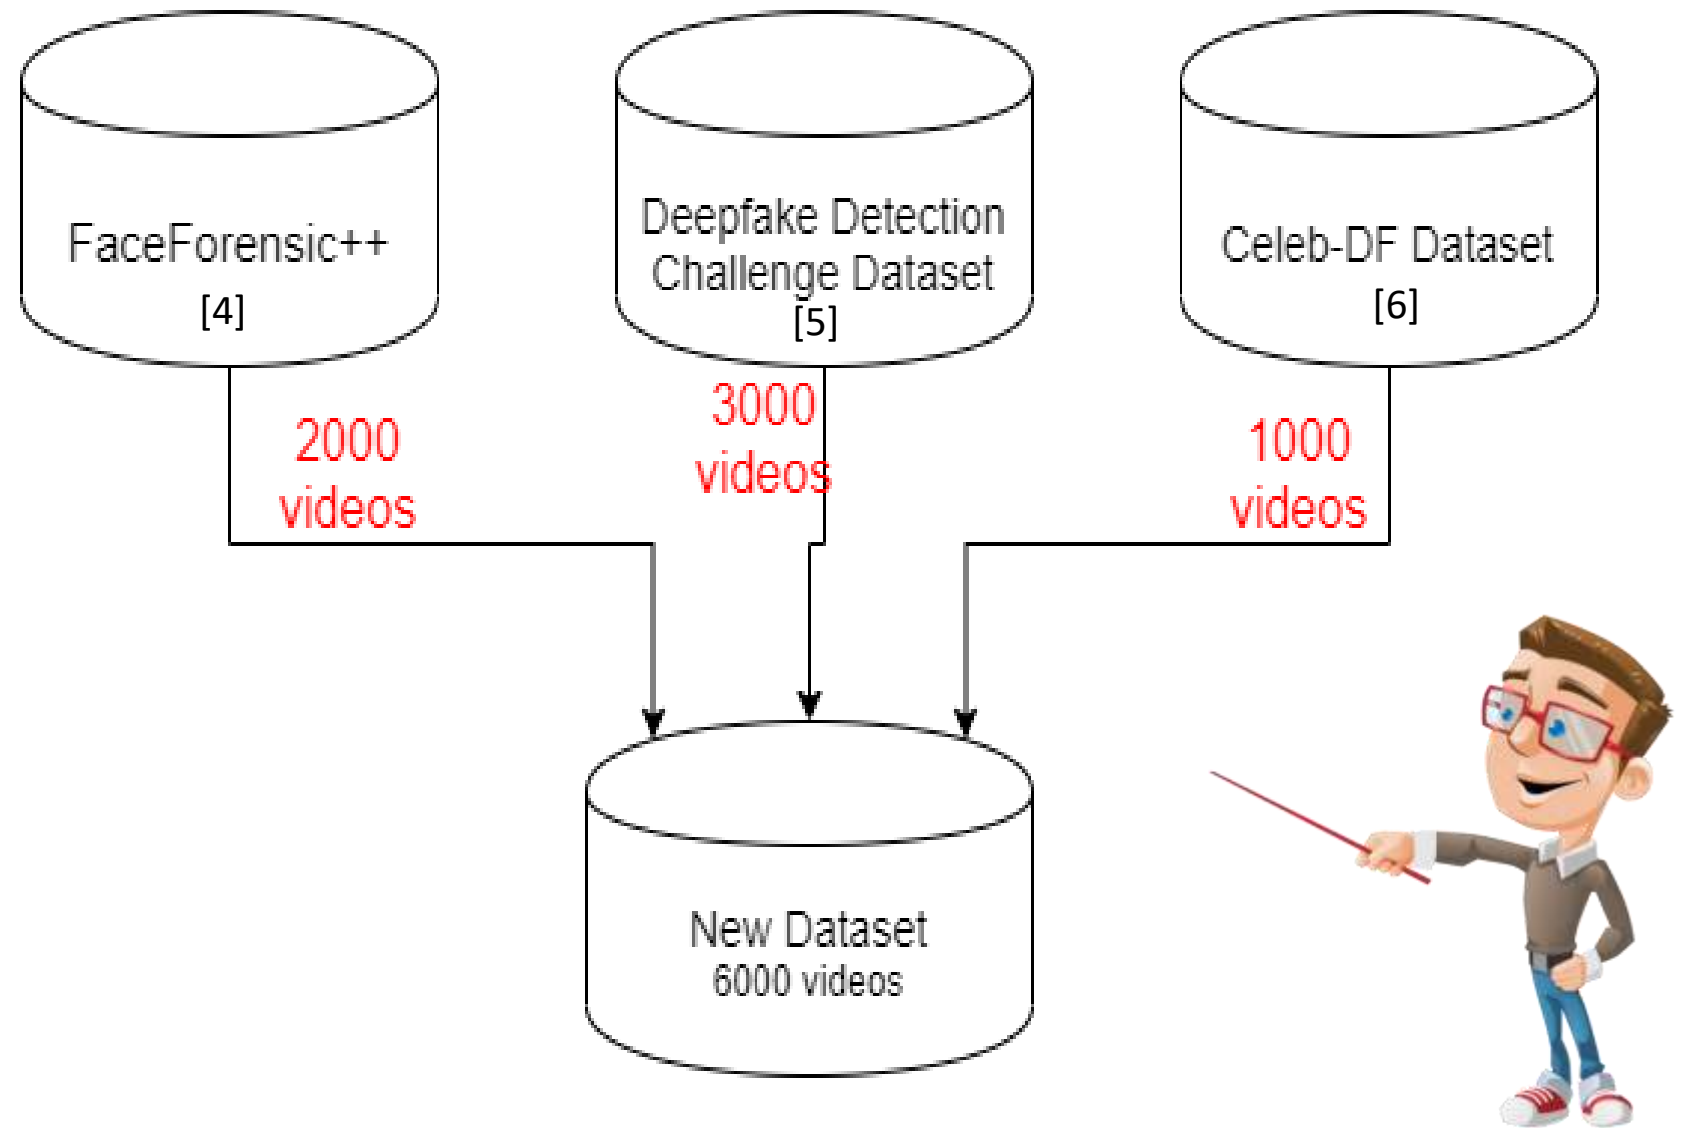 FaceForensic++
[4]
Deepfake Detection
Challenge Dataset
[5]
Celeb-DF Dataset
[6]
2000
videos
3000
videos
1000
videos
New Dataset
6000 videos